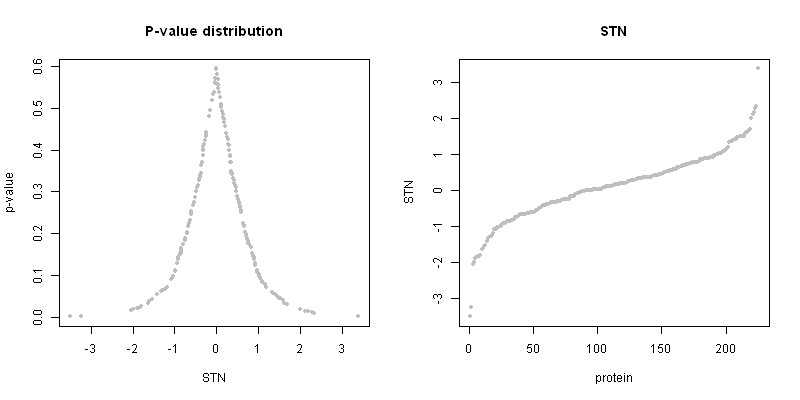 P-value distribution
p-value
0.6
0.5
0.4
0.3
0.2
0.1
0.0
-3 -2 -1 0 1 2 3
STN
STN
STN
3
2
1
0
-1
-2
-3
0 50 100 150 200
protein